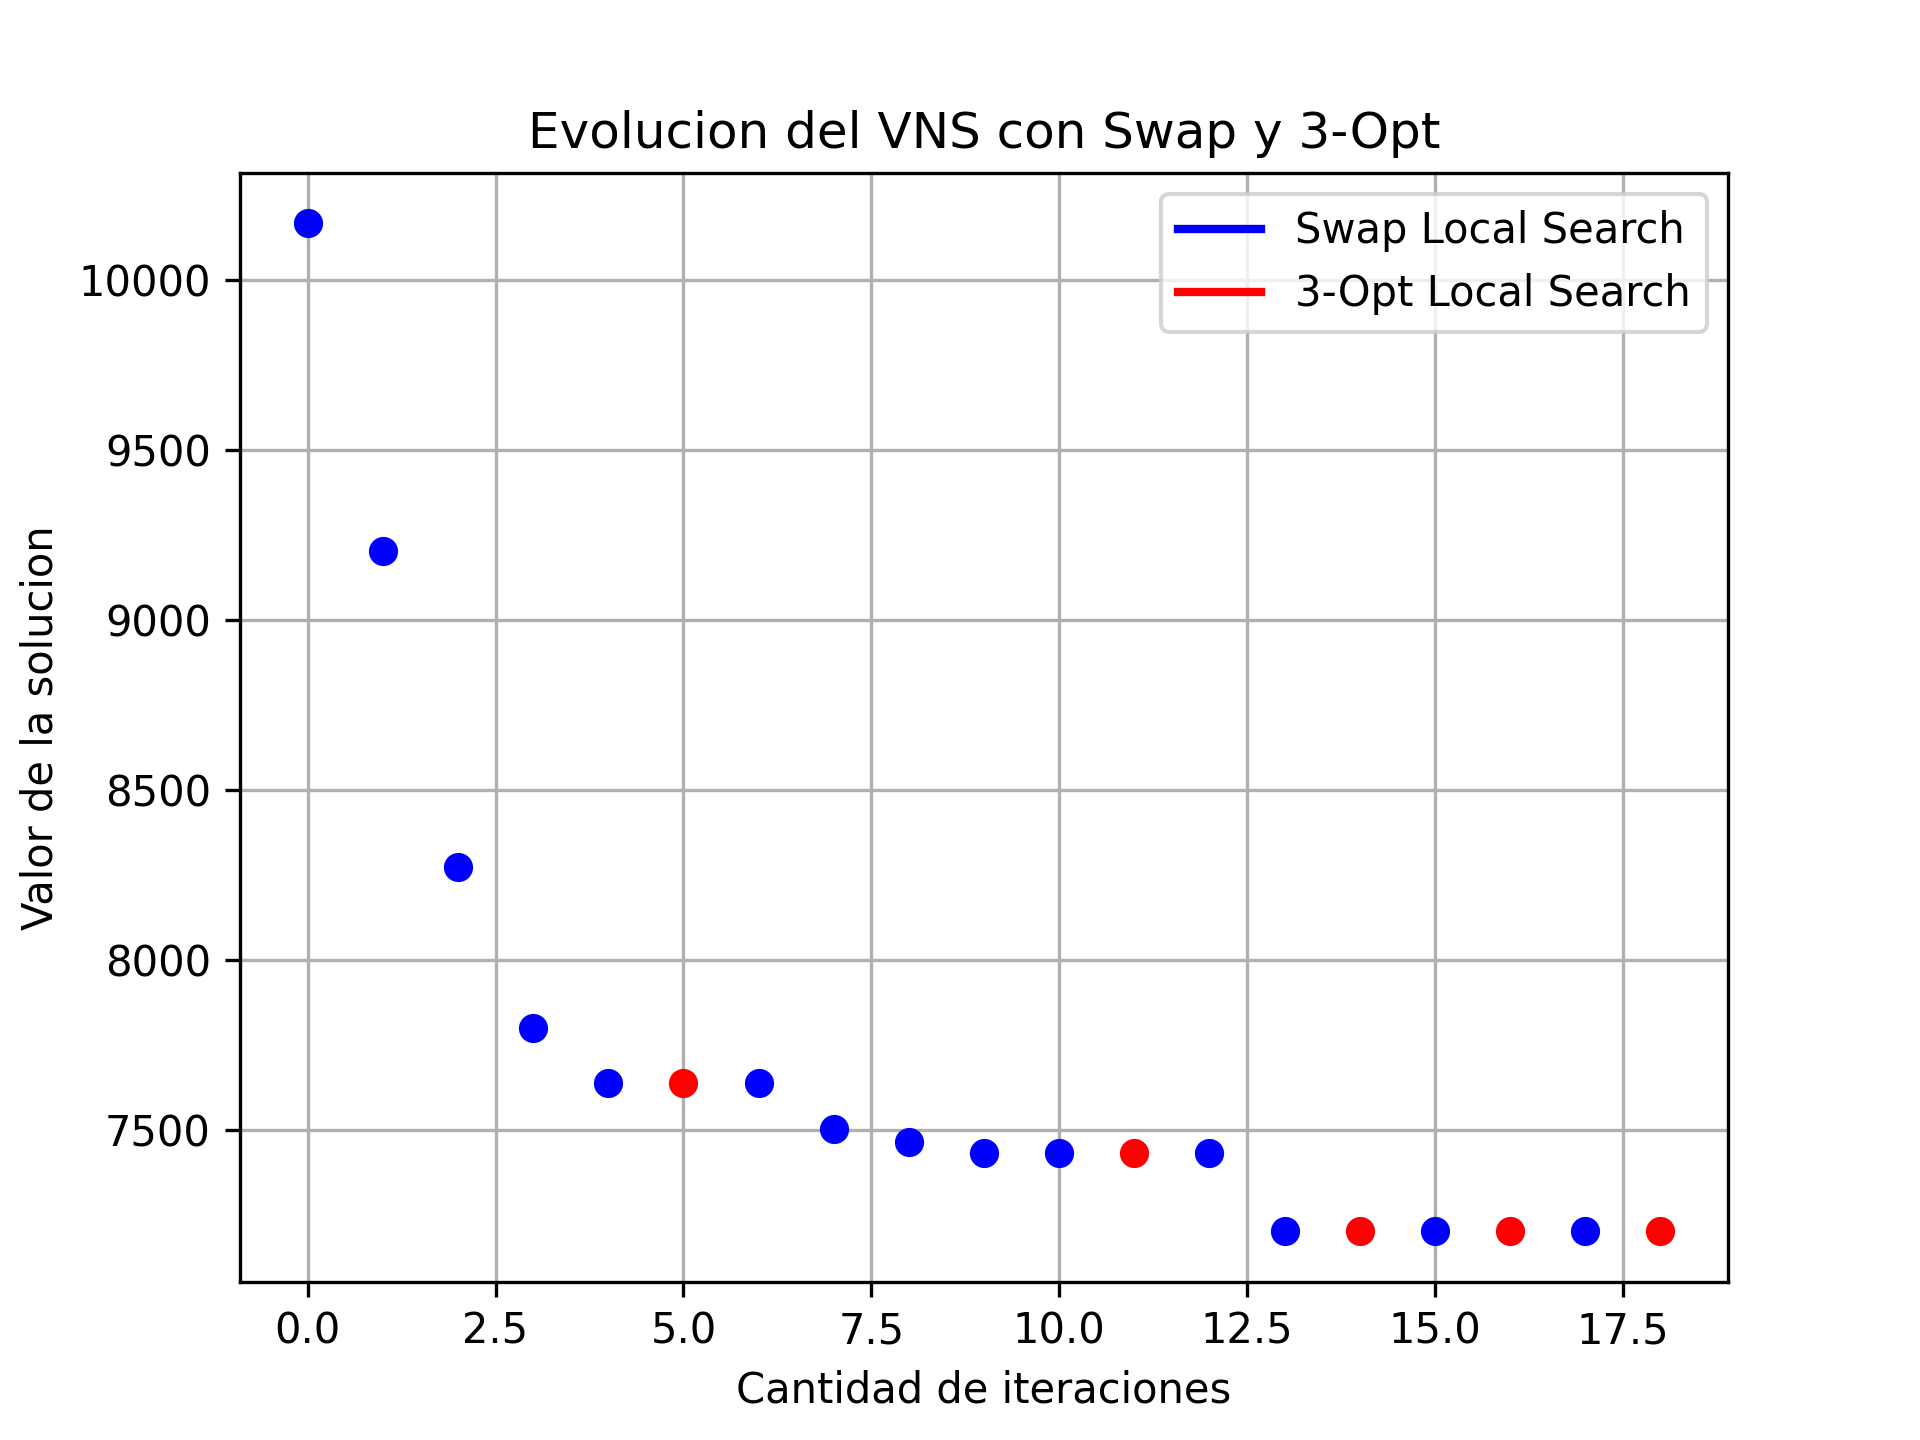 Evolucion del VNS con Swap y 3-Opt
Swap Local Search
3-Opt Local Search
Valor de la solucion
10000
9500
9000
8500
8000
7500
0.0 2.5 5.0 7.5 10.0 12.5 15.0 17.5
Cantidad de iteraciones